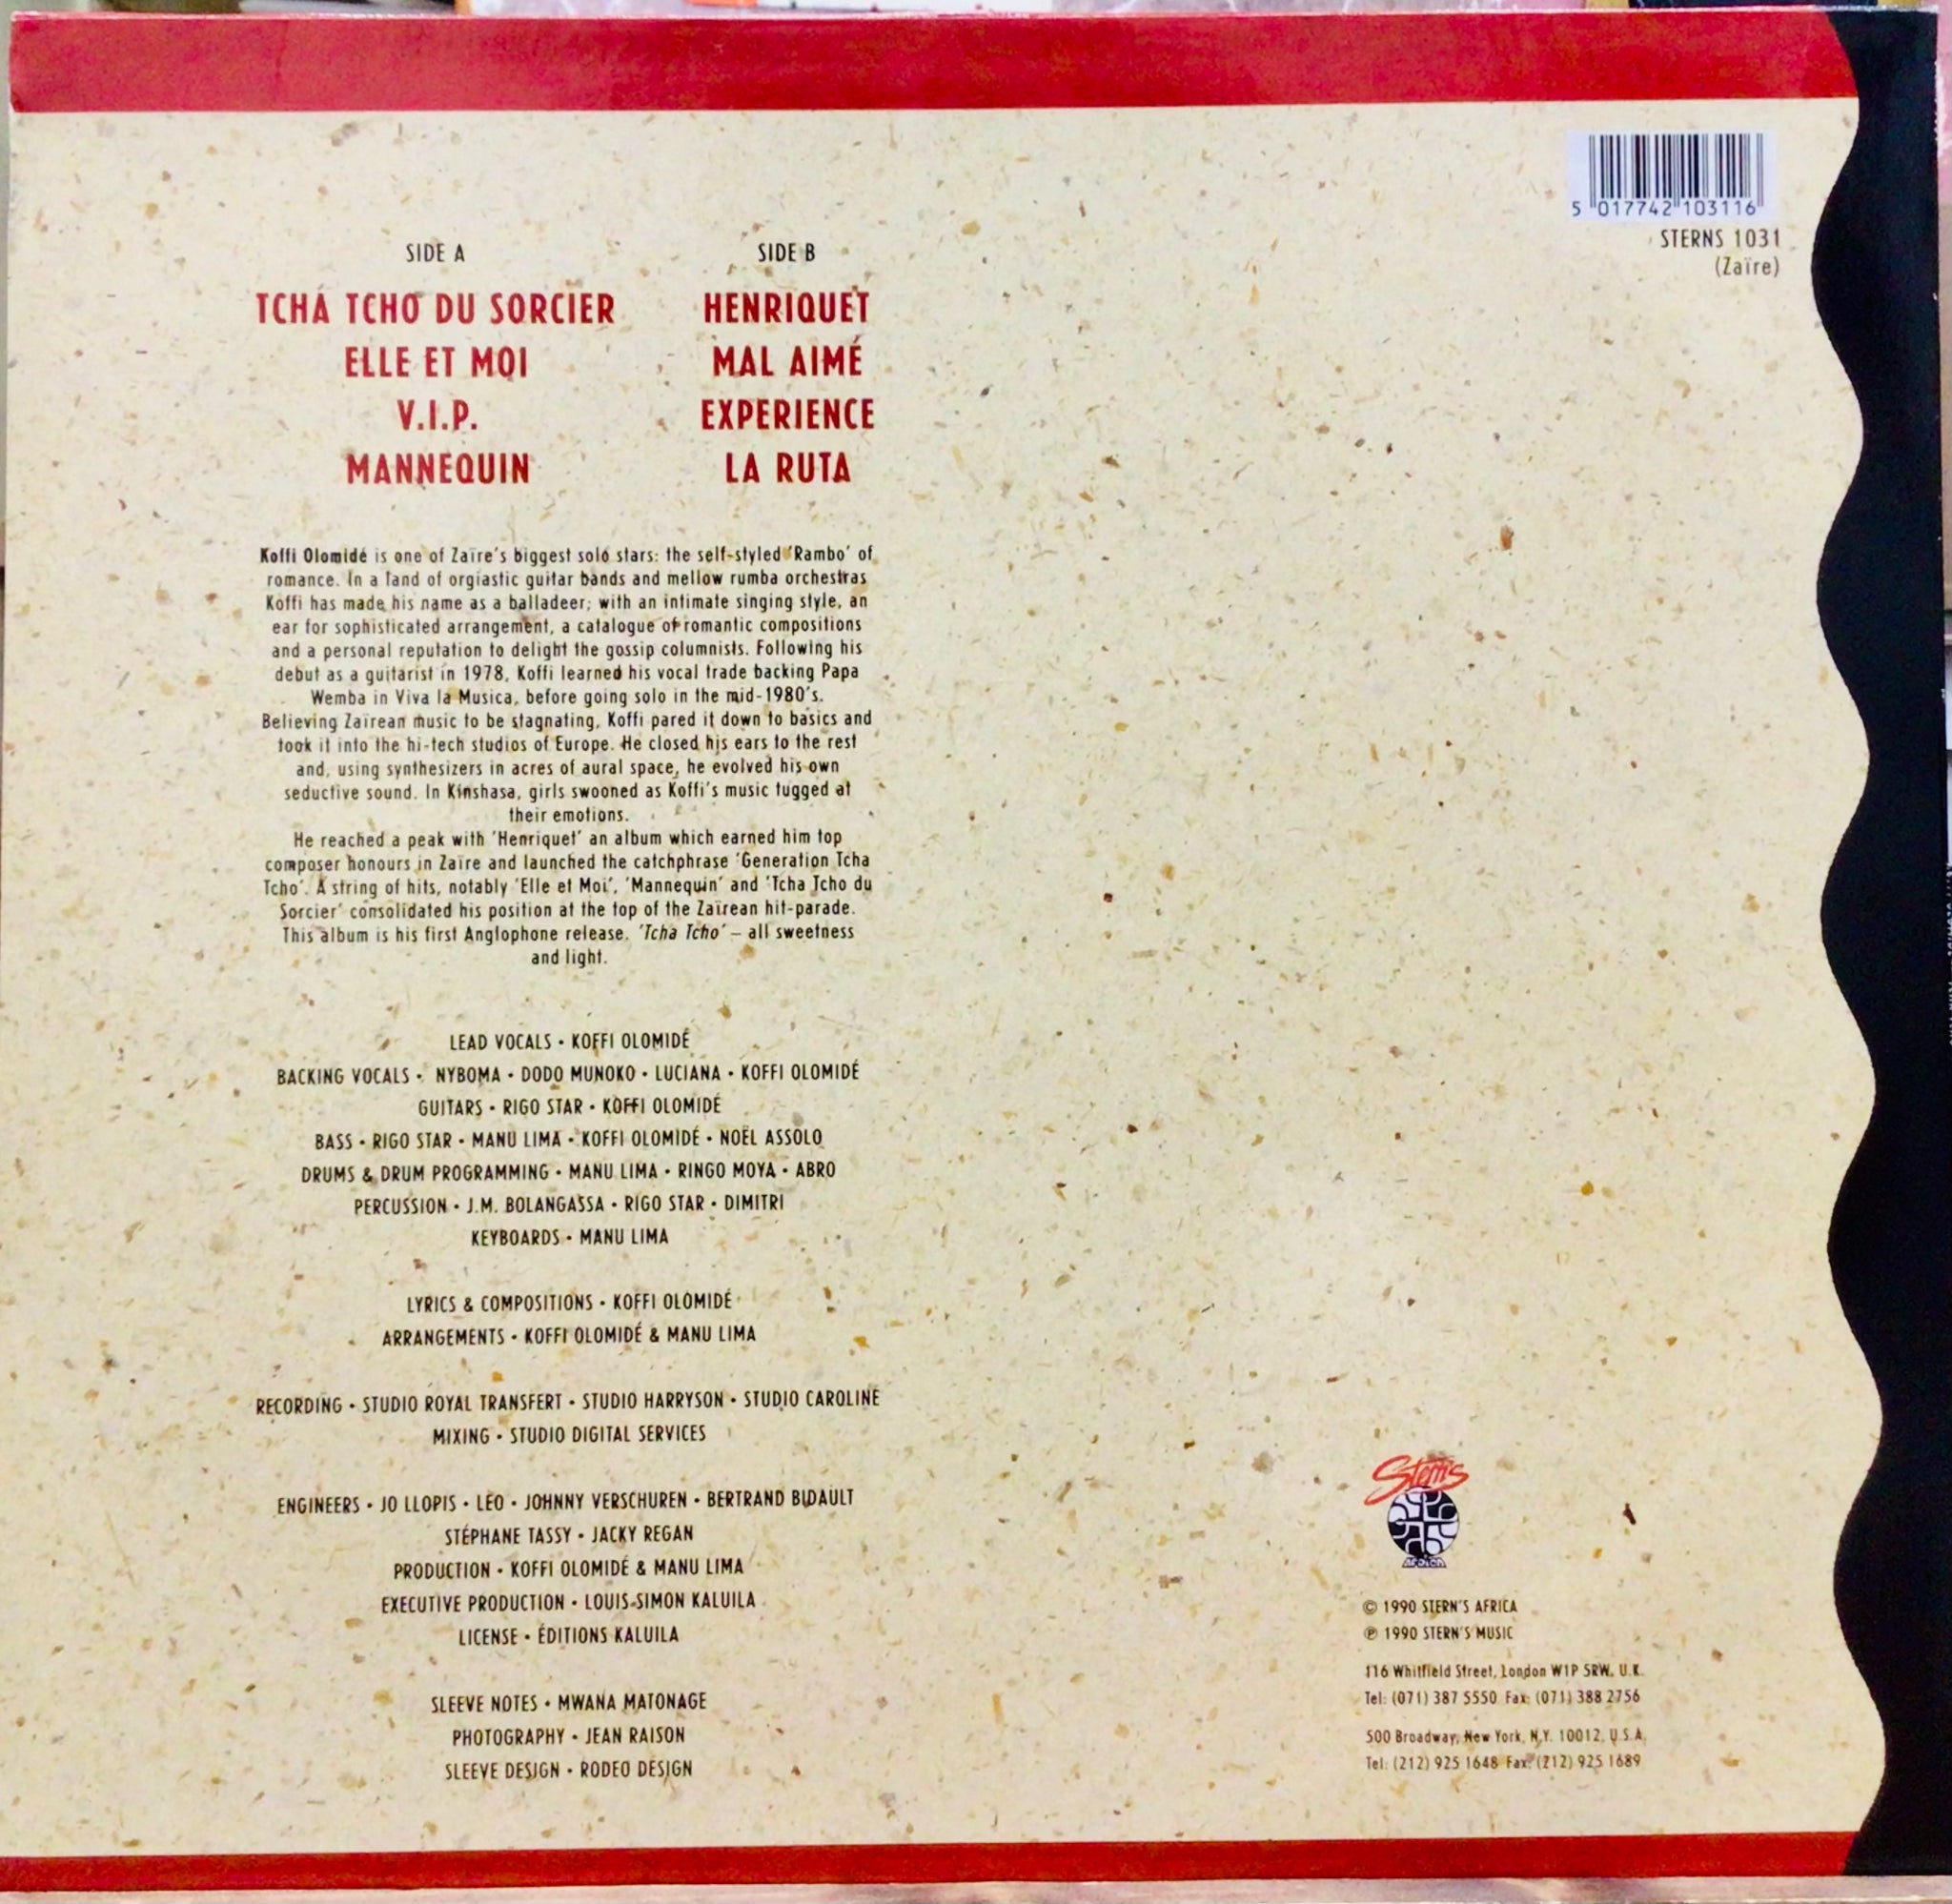 5 017742 103116
STERNS 1031
(Zaïre)
SIDE A
TCHA TCHO DU SORCIER
ELLE ET MOI
V.I.P.
MANNEQUIN
SIDE B
HENRIQUET
MAL AIMÉ
EXPERIENCE
LA RUTA
Koffi Olomidé is one of Zaïre's biggest solo stars: the self-styled 'Rambo' of
romance. In a land of orgiastic guitar bands and mellow rumba orchestras
Koffi has made his name as a balladeer; with an intimate singing style, an
ear for sophisticated arrangement, a catalogue of romantic compositions
and a personal reputation to delight the gossip columnists. Following his
debut as a guitarist in 1978, Koffi learned his vocal trade backing Papa
Wemba in Viva la Musica, before going solo in the mid-1980's.
Believing Zaïrean music to be stagnating, Koffi pared it down to basics and
took it into the hi-tech studios of Europe. He closed his ears to the rest
and, using synthesizers in acres of aural space, he evolved his own
seductive sound. In Kinshasa, girls swooned as Koffi's music tugged at
their emotions.
He reached a peak with 'Henriquet' an album which earned him top
composer honours in Zaïre and launched the catchphrase 'Generation Tcha
Tcho'. A string of hits, notably 'Elle et Moi', 'Mannequin' and 'Tcha Tcho du
Sorcier' consolidated his position at the top of the Zaïrean hit-parade.
This album is his first Anglophone release. 'Tcha Tcho' – all sweetness
and light.
LEAD VOCALS • KOFFI OLOMIDÉ
BACKING VOCALS • NYBOMA • DODO MUNOKO • LUCIANA • KOFFI OLOMIDÉ
GUITARS • RIGO STAR • KOFFI OLOMIDÉ
BASS • RIGO STAR • MANU LIMA • KOFFI OLOMIDÉ • NOËL ASSOLO
DRUMS & DRUM PROGRAMMING • MANU LIMA • RINGO MOYA • ABRO
PERCUSSION • J.M. BOLANGASSA • RIGO STAR • DIMITRI
KEYBOARDS • MANU LIMA
LYRICS & COMPOSITIONS • KOFFI OLOMIDÉ
ARRANGEMENTS • KOFFI OLOMIDÉ & MANU LIMA
RECORDING • STUDIO ROYAL TRANSFERT • STUDIO HARRYSON • STUDIO CAROLINE
MIXING • STUDIO DIGITAL SERVICES
ENGINEERS • JO LLOPIS • LÉO • JOHNNY VERSCHUREN • BERTRAND BIDAULT
STÉPHANE TASSY • JACKY REGAN
PRODUCTION • KOFFI OLOMIDÉ & MANU LIMA
EXECUTIVE PRODUCTION • LOUIS-SIMON KALUILA
LICENSE • ÉDITIONS KALUILA
SLEEVE NOTES • MWANA MATONAGE
PHOTOGRAPHY • JEAN RAISON
SLEEVE DESIGN • RODEO DESIGN
Stern's
AFRICA
© 1990 STERN'S AFRICA
℗ 1990 STERN'S MUSIC
116 Whitfield Street, London W1P 5RW, U.K.
Tel: (071) 387 5550 Fax: (071) 388 2756
500 Broadway, New York, N.Y. 10012, U.S.A.
Tel: (212) 925 1648 Fax: (212) 925 1689